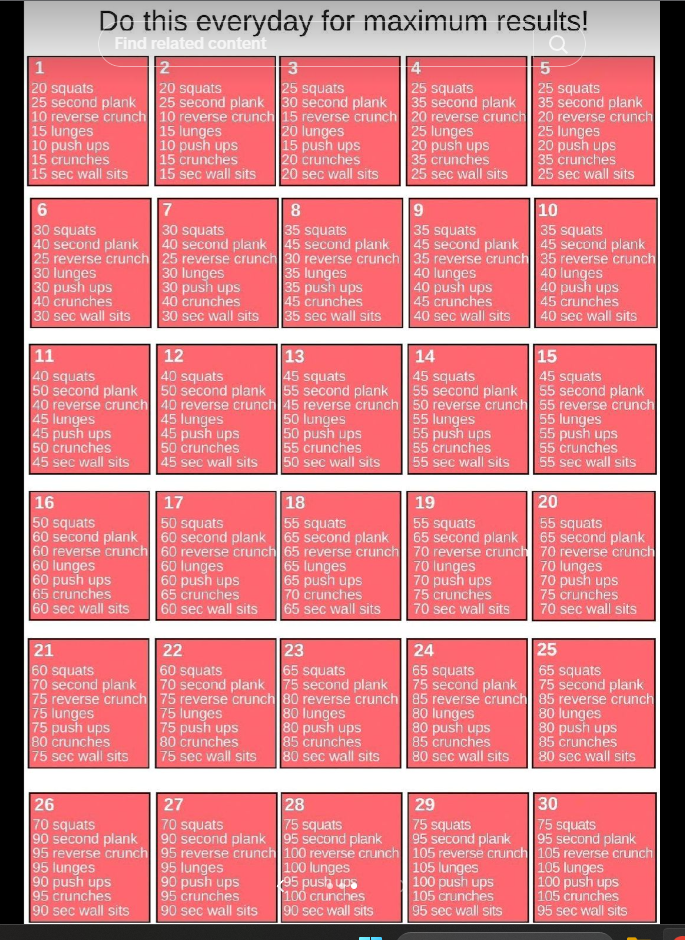 Do this everyday for maximum results!
Find related content
1
20 squats
25 second plank
10 reverse crunch
15 lunges
10 push ups
15 crunches
15 sec wall sits
2
20 squats
25 second plank
10 reverse crunch
15 lunges
10 push ups
15 crunches
15 sec wall sits
3
25 squats
30 second plank
15 reverse crunch
20 lunges
15 push ups
20 crunches
20 sec wall sits
4
25 squats
35 second plank
20 reverse crunch
25 lunges
20 push ups
35 crunches
25 sec wall sits
5
25 squats
35 second plank
20 reverse crunch
25 lunges
20 push ups
35 crunches
25 sec wall sits
6
30 squats
40 second plank
25 reverse crunch
30 lunges
30 push ups
40 crunches
30 sec wall sits
7
30 squats
40 second plank
25 reverse crunch
30 lunges
30 push ups
40 crunches
30 sec wall sits
8
35 squats
45 second plank
30 reverse crunch
35 lunges
35 push ups
45 crunches
35 sec wall sits
9
35 squats
45 second plank
35 reverse crunch
40 lunges
40 push ups
45 crunches
40 sec wall sits
10
35 squats
45 second plank
35 reverse crunch
40 lunges
40 push ups
45 crunches
40 sec wall sits
11
40 squats
50 second plank
40 reverse crunch
45 lunges
45 push ups
50 crunches
45 sec wall sits
12
40 squats
50 second plank
40 reverse crunch
45 lunges
45 push ups
50 crunches
45 sec wall sits
13
45 squats
55 second plank
45 reverse crunch
50 lunges
50 push ups
55 crunches
50 sec wall sits
14
45 squats
55 second plank
50 reverse crunch
55 lunges
55 push ups
55 crunches
55 sec wall sits
15
45 squats
55 second plank
55 reverse crunch
55 lunges
55 push ups
55 crunches
55 sec wall sits
16
50 squats
60 second plank
60 reverse crunch
60 lunges
60 push ups
65 crunches
60 sec wall sits
17
50 squats
60 second plank
60 reverse crunch
60 lunges
60 push ups
65 crunches
60 sec wall sits
18
55 squats
65 second plank
65 reverse crunch
65 lunges
65 push ups
70 crunches
65 sec wall sits
19
55 squats
65 second plank
70 reverse crunch
70 lunges
70 push ups
75 crunches
70 sec wall sits
20
55 squats
65 second plank
70 reverse crunch
70 lunges
70 push ups
75 crunches
70 sec wall sits
21
60 squats
70 second plank
75 reverse crunch
75 lunges
75 push ups
80 crunches
75 sec wall sits
22
60 squats
70 second plank
75 reverse crunch
75 lunges
75 push ups
80 crunches
75 sec wall sits
23
65 squats
75 second plank
80 reverse crunch
80 lunges
80 push ups
85 crunches
80 sec wall sits
24
65 squats
75 second plank
85 reverse crunch
80 lunges
80 push ups
85 crunches
80 sec wall sits
25
65 squats
75 second plank
85 reverse crunch
80 lunges
80 push ups
85 crunches
80 sec wall sits
26
70 squats
90 second plank
95 reverse crunch
95 lunges
90 push ups
95 crunches
90 sec wall sits
27
70 squats
90 second plank
95 reverse crunch
95 lunges
90 push ups
95 crunches
90 sec wall sits
28
75 squats
95 second plank
100 reverse crunch
100 lunges
95 push ups
100 crunches
90 sec wall sits
29
75 squats
95 second plank
105 reverse crunch
105 lunges
100 push ups
105 crunches
95 sec wall sits
30
75 squats
95 second plank
105 reverse crunch
105 lunges
100 push ups
105 crunches
95 sec wall sits